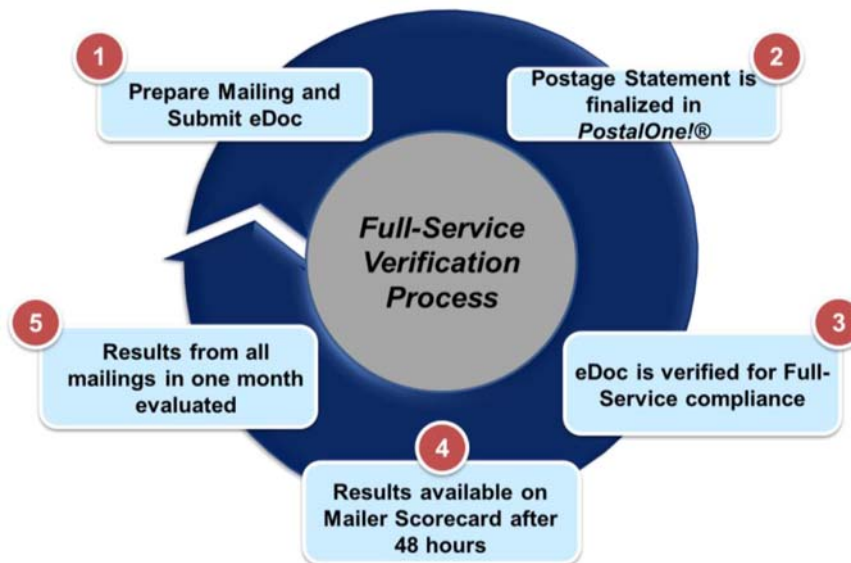 1
Prepare Mailing and
Submit eDoc
2
Postage Statement is
finalized in
PostalOne!®
Full-Service
Verification
Process
3
eDoc is verified for Full-
Service compliance
4
Results available on
Mailer Scorecard after
48 hours
5
Results from all
mailings in one month
evaluated